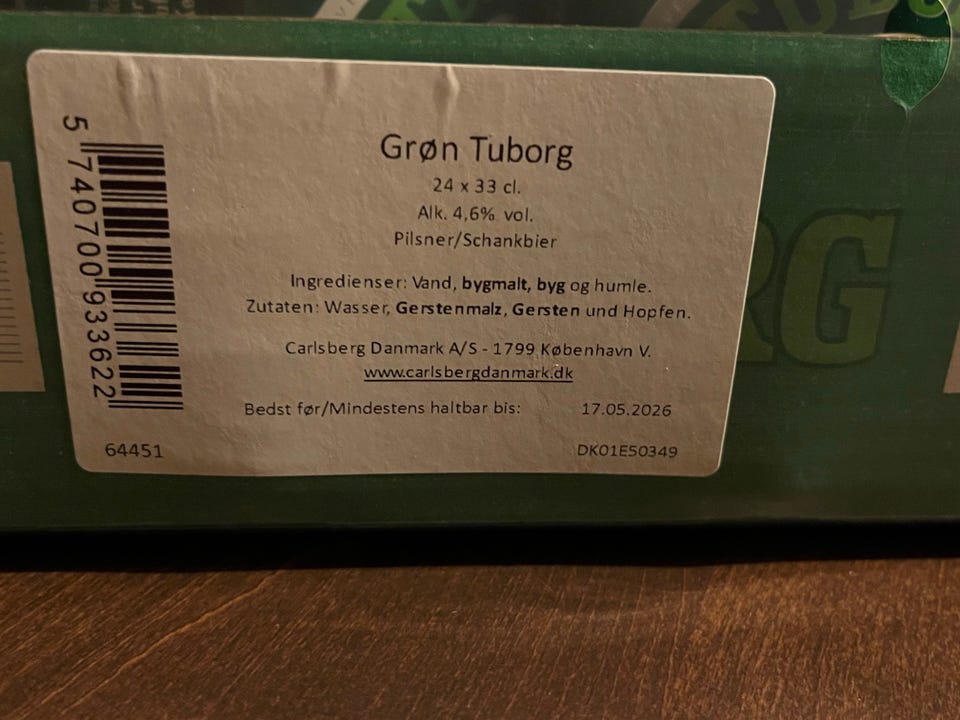 Grøn Tuborg
24 x 33 cl.
Alk. 4,6% vol.
Pilsner/Schankbier
Ingredienser: Vand, bygmalt, byg og humle.
Zutaten: Wasser, Gerstenmalz, Gersten und Hopfen.
Carlsberg Danmark A/S - 1799 København V.
www.carlsbergdanmark.dk
Bedst før/Mindestens haltbar bis: 17.05.2026
64451 DK01E50349
5 740700 933622
RG